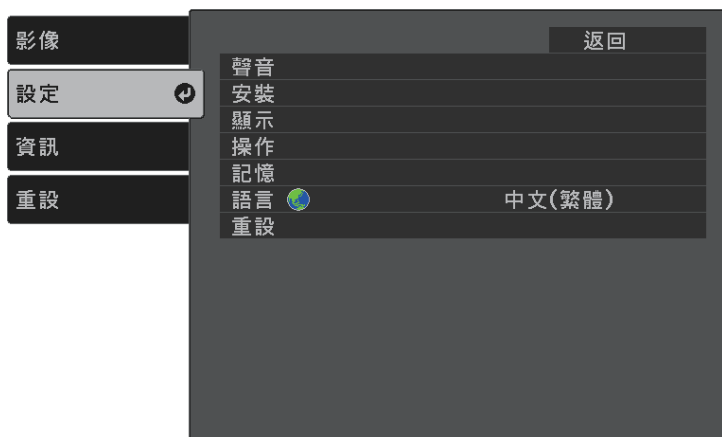 影像
設定
資訊
重設
返回
聲音
安裝
顯示
操作
記憶
語言 中文(繁體)
重設